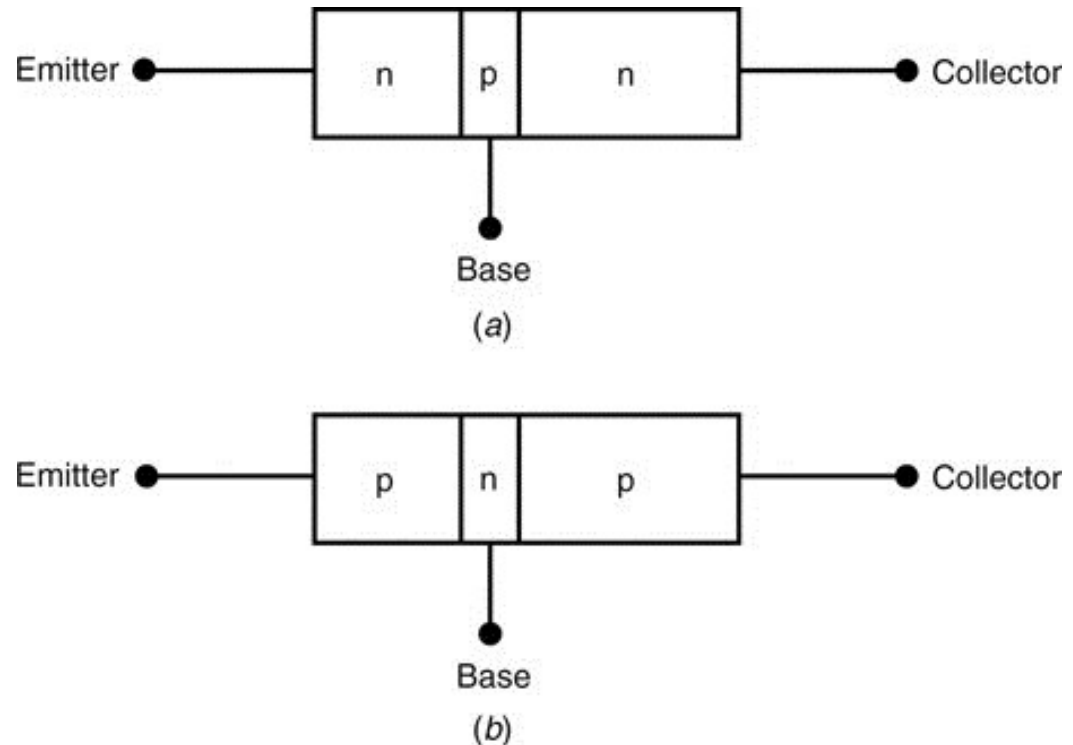 Emitter n p n Collector
Base
(a)
Emitter p n p Collector
Base
(b)